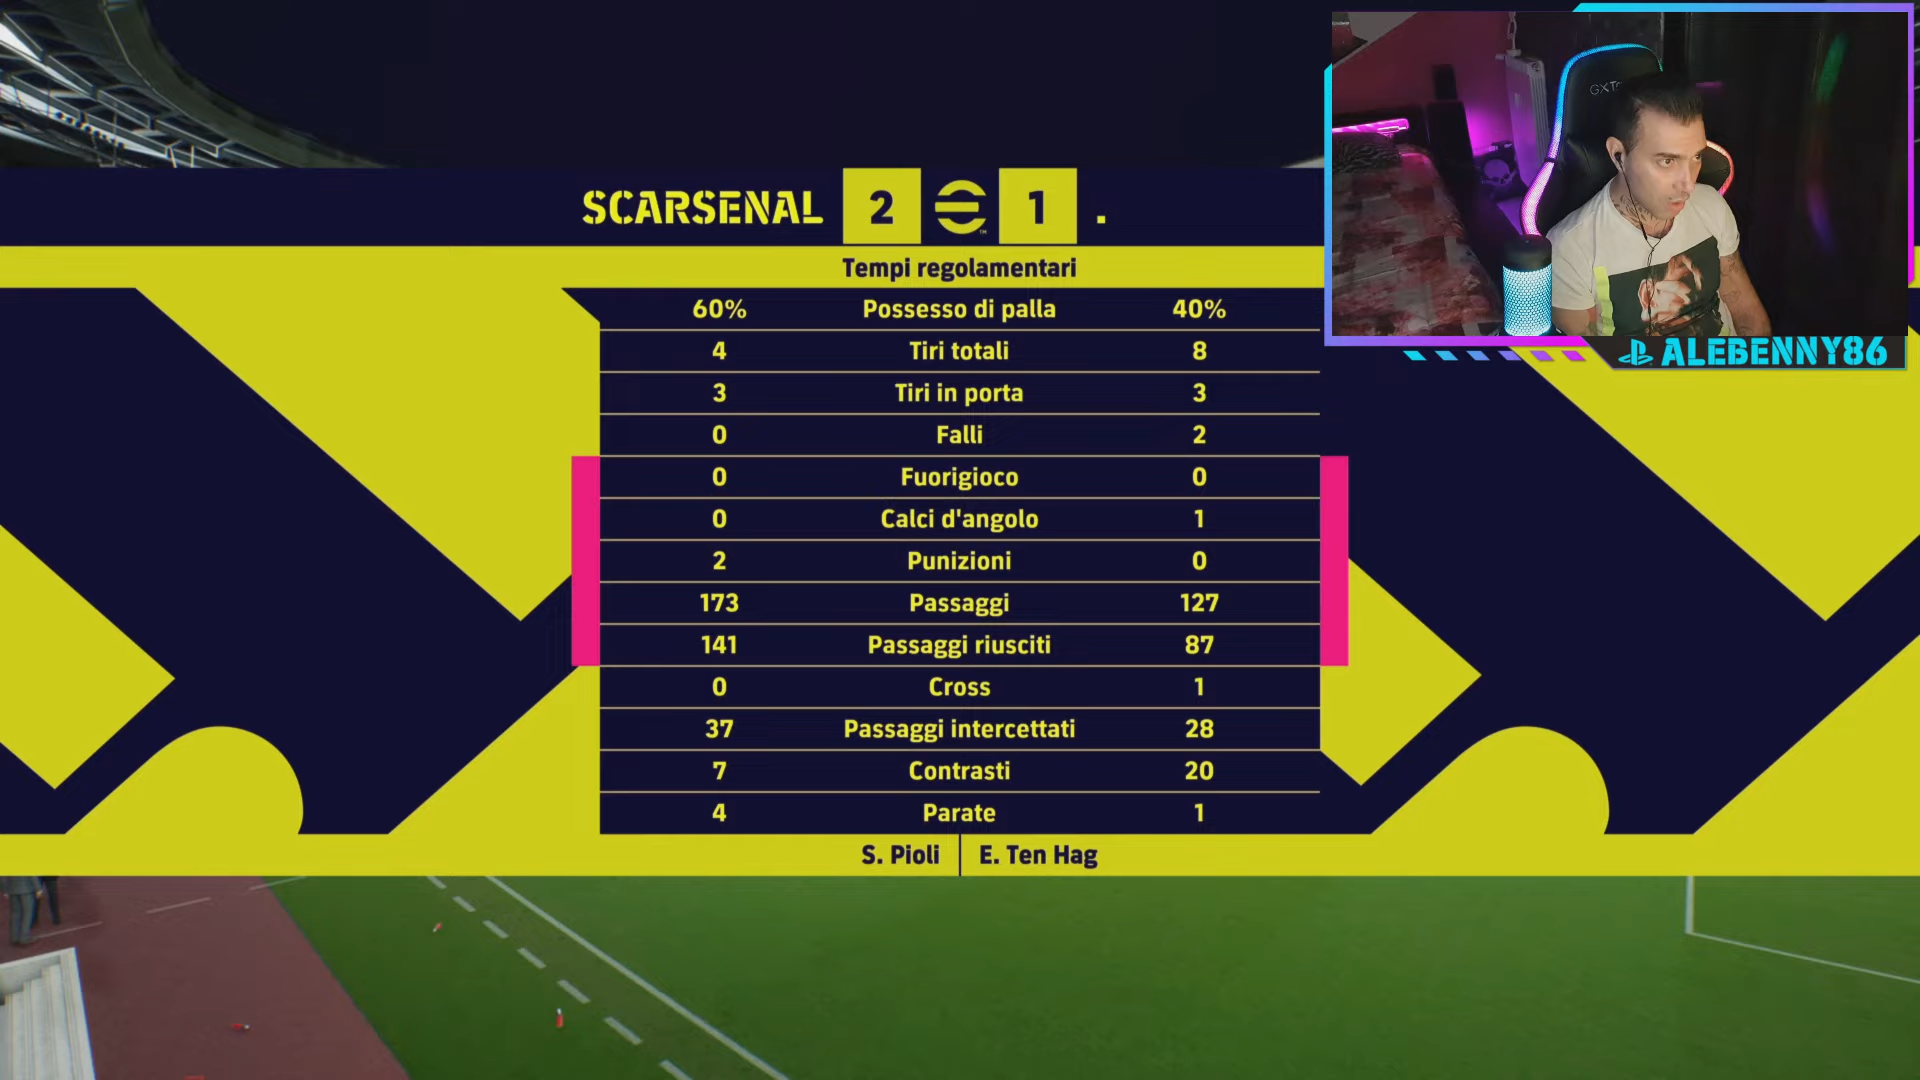 SCARSENAL 2 1 .
Tempi regolamentari
60% Possesso di palla 40%
4 Tiri totali 8
3 Tiri in porta 3
0 Falli 2
0 Fuorigioco 0
0 Calci d'angolo 1
2 Punizioni 0
173 Passaggi 127
141 Passaggi riusciti 87
0 Cross 1
37 Passaggi intercettati 28
7 Contrasti 20
4 Parate 1
S. Pioli E. Ten Hag
ALEBENNY86